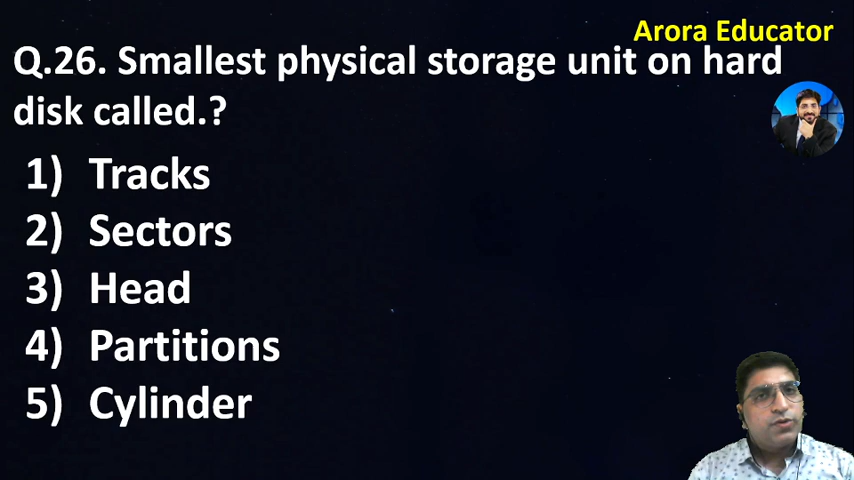 Arora Educator
Q.26. Smallest physical storage unit on hard
disk called.?
1) Tracks
2) Sectors
3) Head
4) Partitions
5) Cylinder